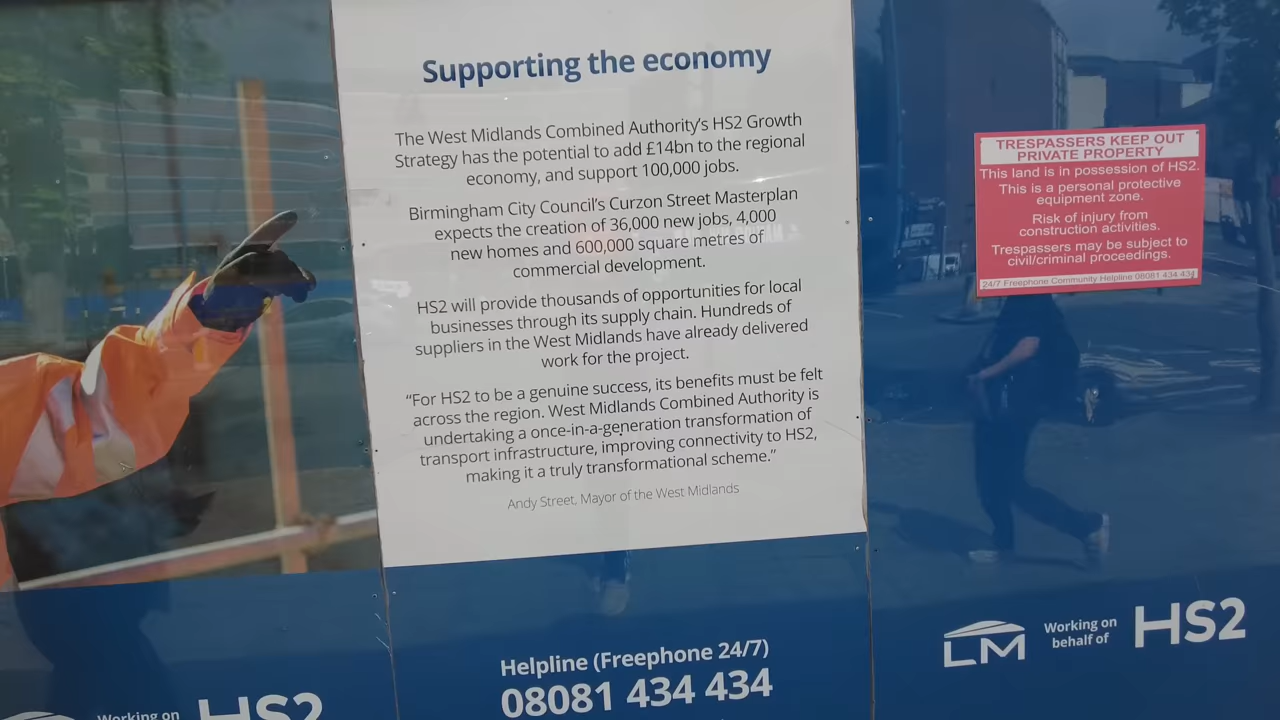 Supporting the economy
The West Midlands Combined Authority's HS2 Growth
Strategy has the potential to add £14bn to the regional
economy, and support 100,000 jobs.
Birmingham City Council's Curzon Street Masterplan
expects the creation of 36,000 new jobs, 4,000
new homes and 600,000 square metres of
commercial development.
HS2 will provide thousands of opportunities for local
businesses through its supply chain. Hundreds of
suppliers in the West Midlands have already delivered
work for the project.
“For HS2 to be a genuine success, its benefits must be felt
across the region. West Midlands Combined Authority is
undertaking a once-in-a-generation transformation of
transport infrastructure, improving connectivity to HS2,
making it a truly transformational scheme.”
Andy Street, Mayor of the West Midlands
Helpline (Freephone 24/7)
08081 434 434
TRESPASSERS KEEP OUT
PRIVATE PROPERTY
This land is in possession of HS2.
This is a personal protective
equipment zone.
Risk of injury from
construction activities.
Trespassers may be subject to
civil/criminal proceedings.
24/7 Freephone Community Helpline 08081 434 434
LM
Working on
behalf of
HS2
Working on
HS2